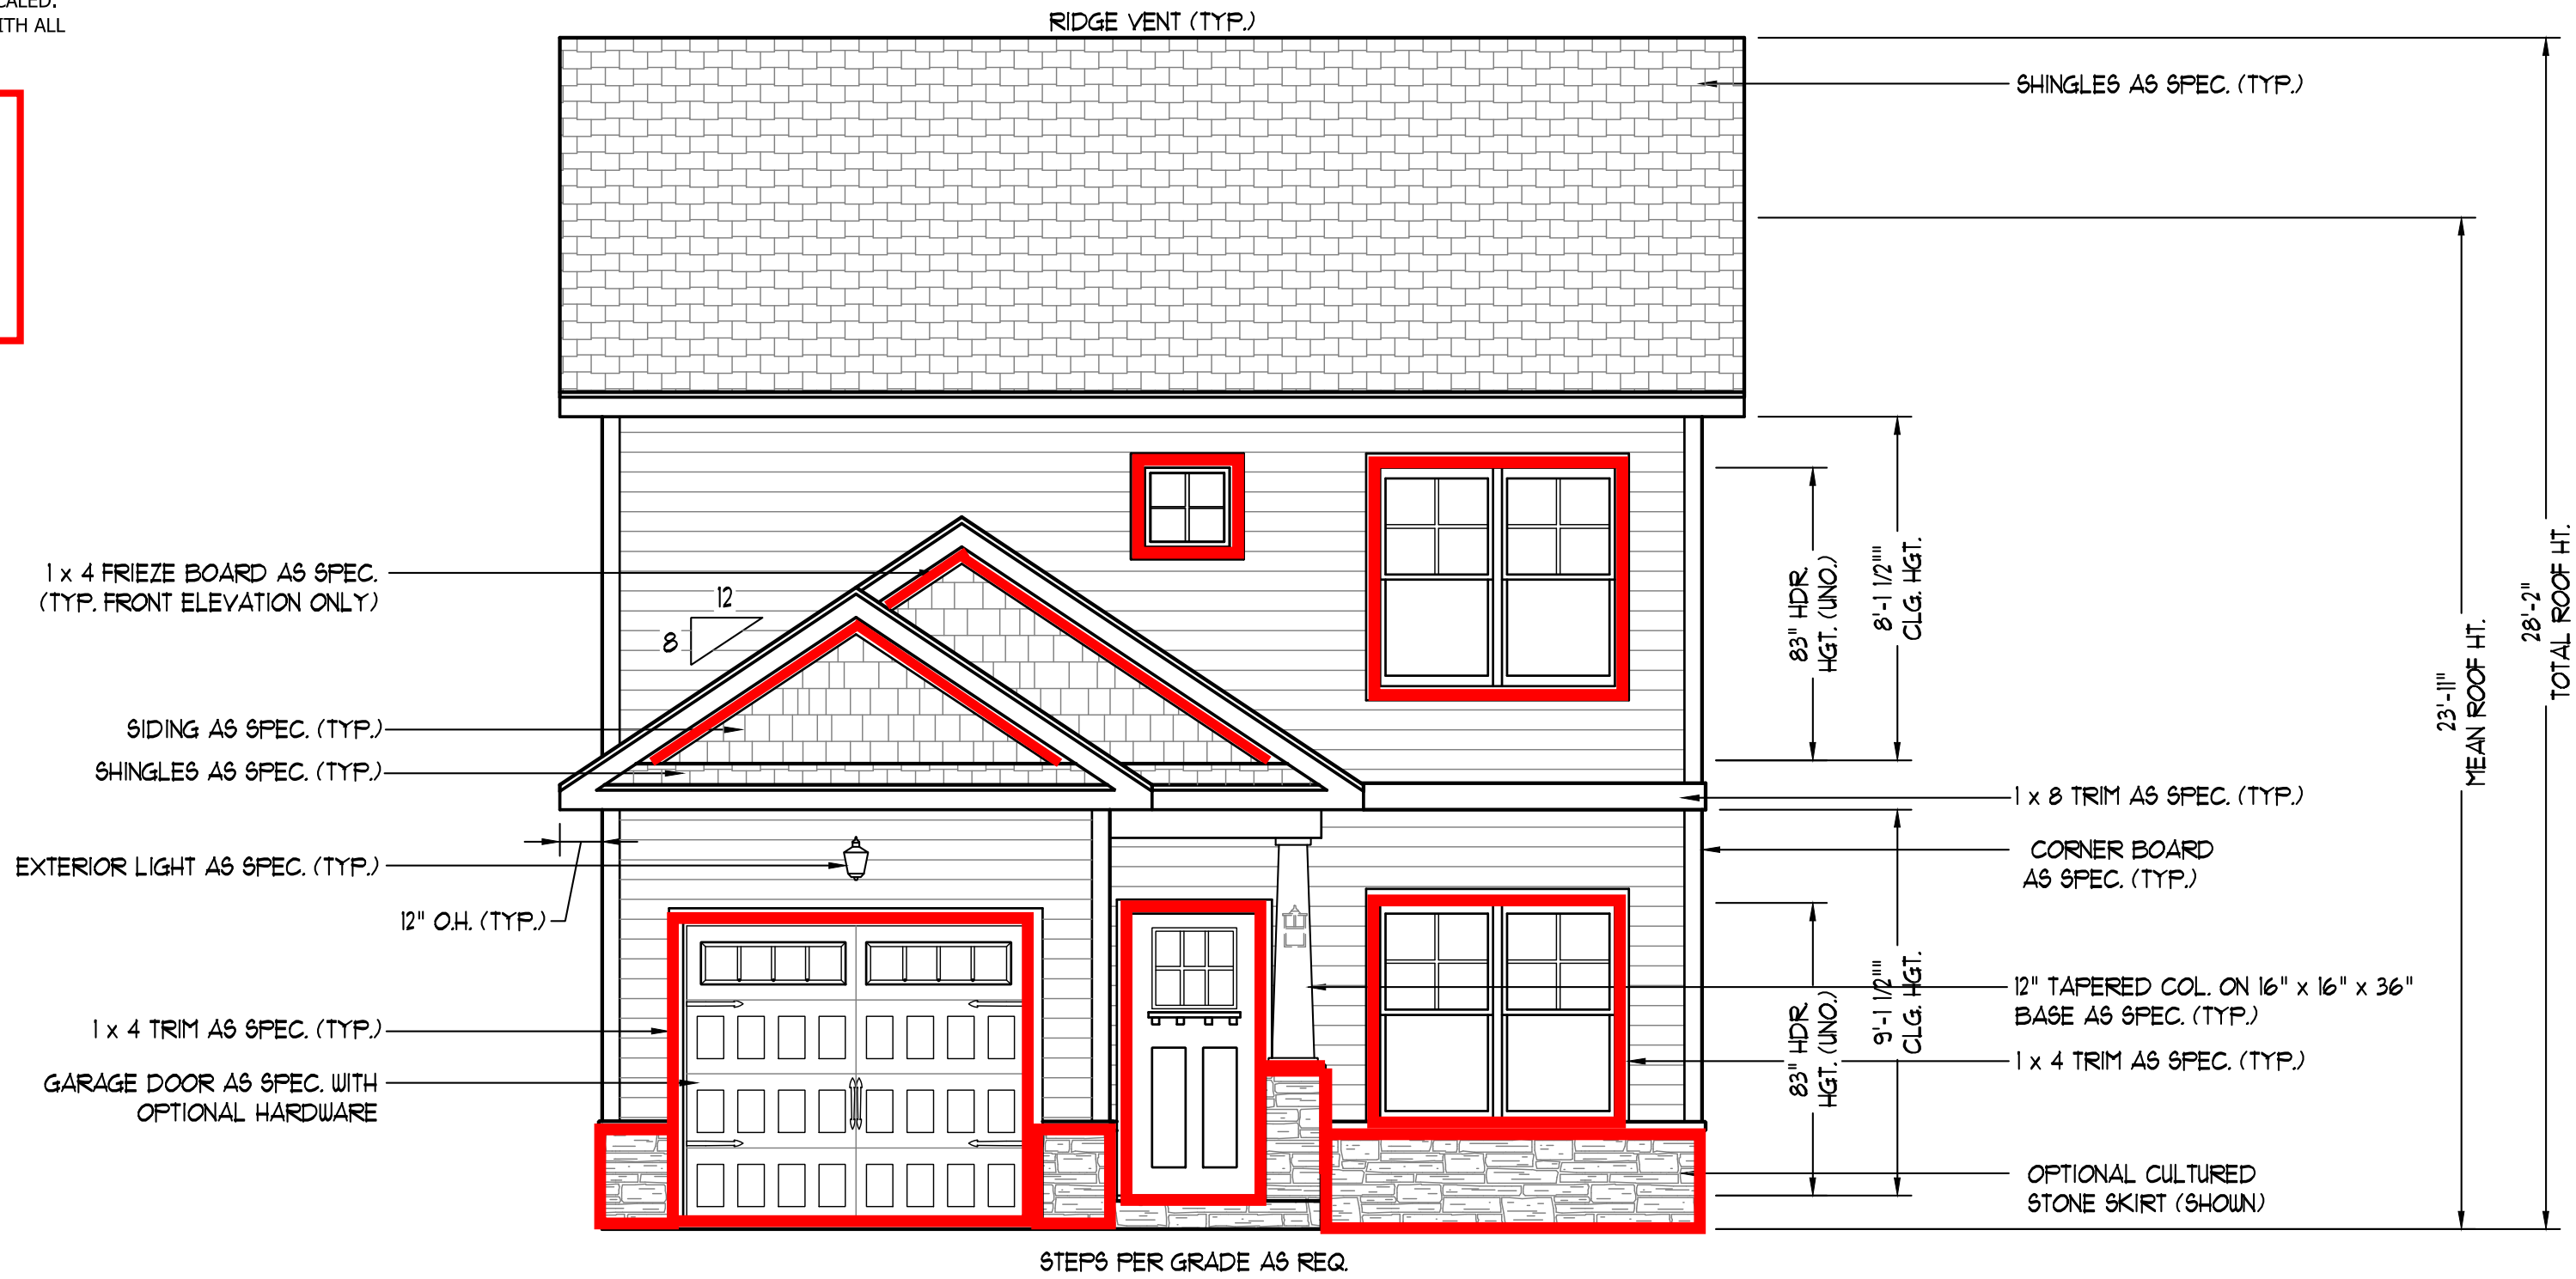 CALED.
ITH ALL
RIDGE VENT (TYP.)
SHINGLES AS SPEC. (TYP.)
1 x 4 FRIEZE BOARD AS SPEC.
(TYP. FRONT ELEVATION ONLY)
12
8
SIDING AS SPEC. (TYP.)
SHINGLES AS SPEC. (TYP.)
EXTERIOR LIGHT AS SPEC. (TYP.)
12" O.H. (TYP.)
1 x 4 TRIM AS SPEC. (TYP.)
GARAGE DOOR AS SPEC. WITH
OPTIONAL HARDWARE
83" HDR.
HGT. (UNO.)
8'-1 1/2""
CLG. HGT.
23'-11"
MEAN ROOF HT.
28'-2"
TOTAL ROOF HT.
1 x 8 TRIM AS SPEC. (TYP.)
CORNER BOARD
AS SPEC. (TYP.)
83" HDR.
HGT. (UNO.)
9'-1 1/2""
CLG. HGT.
12" TAPERED COL. ON 16" x 16" x 36"
BASE AS SPEC. (TYP.)
1 x 4 TRIM AS SPEC. (TYP.)
OPTIONAL CULTURED
STONE SKIRT (SHOWN)
STEPS PER GRADE AS REQ.